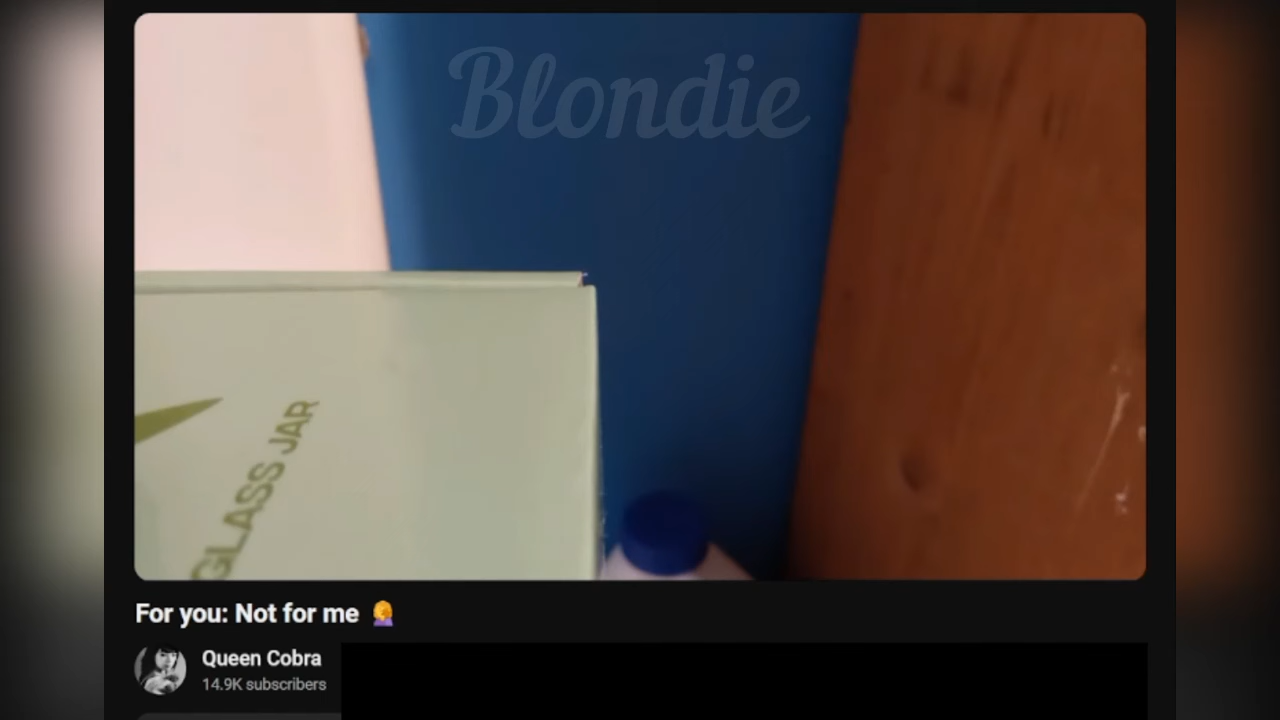 Blondie
GLASS JAR
For you: Not for me 🤦‍♀️
Queen Cobra
14.9K subscribers